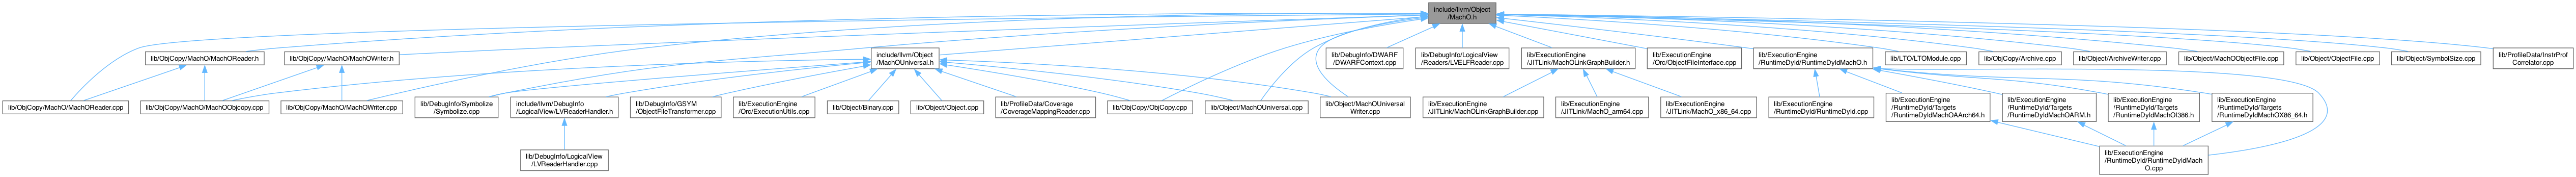 include/llvm/Object
/MachO.h
lib/ObjCopy/MachO/MachOReader.h
lib/ObjCopy/MachO/MachOWriter.h
include/llvm/Object
/MachOUniversal.h
lib/DebugInfo/DWARF
/DWARFContext.cpp
lib/DebugInfo/LogicalView
/Readers/LVELFReader.cpp
lib/ExecutionEngine
/JITLink/MachOLinkGraphBuilder.h
lib/ExecutionEngine
/Orc/ObjectFileInterface.cpp
lib/ExecutionEngine
/RuntimeDyld/RuntimeDyldMachO.h
lib/LTO/LTOModule.cpp
lib/ObjCopy/Archive.cpp
lib/Object/ArchiveWriter.cpp
lib/Object/MachOObjectFile.cpp
lib/Object/ObjectFile.cpp
lib/Object/SymbolSize.cpp
lib/ProfileData/InstrProf
Correlator.cpp
lib/ObjCopy/MachO/MachOReader.cpp
lib/ObjCopy/MachO/MachOObjcopy.cpp
lib/ObjCopy/MachO/MachOWriter.cpp
lib/DebugInfo/Symbolize
/Symbolize.cpp
include/llvm/DebugInfo
/LogicalView/LVReaderHandler.h
lib/DebugInfo/GSYM
/ObjectFileTransformer.cpp
lib/ExecutionEngine
/Orc/ExecutionUtils.cpp
lib/Object/Binary.cpp
lib/Object/Object.cpp
lib/ProfileData/Coverage
/CoverageMappingReader.cpp
lib/ObjCopy/ObjCopy.cpp
lib/Object/MachOUniversal.cpp
lib/Object/MachOUniversal
Writer.cpp
lib/ExecutionEngine
/JITLink/MachOLinkGraphBuilder.cpp
lib/ExecutionEngine
/JITLink/MachO_arm64.cpp
lib/ExecutionEngine
/JITLink/MachO_x86_64.cpp
lib/ExecutionEngine
/RuntimeDyld/RuntimeDyld.cpp
lib/ExecutionEngine
/RuntimeDyld/Targets
/RuntimeDyldMachOAArch64.h
lib/ExecutionEngine
/RuntimeDyld/Targets
/RuntimeDyldMachOARM.h
lib/ExecutionEngine
/RuntimeDyld/Targets
/RuntimeDyldMachOI386.h
lib/ExecutionEngine
/RuntimeDyld/Targets
/RuntimeDyldMachOX86_64.h
lib/DebugInfo/LogicalView
/LVReaderHandler.cpp
lib/ExecutionEngine
/RuntimeDyld/RuntimeDyldMach
O.cpp